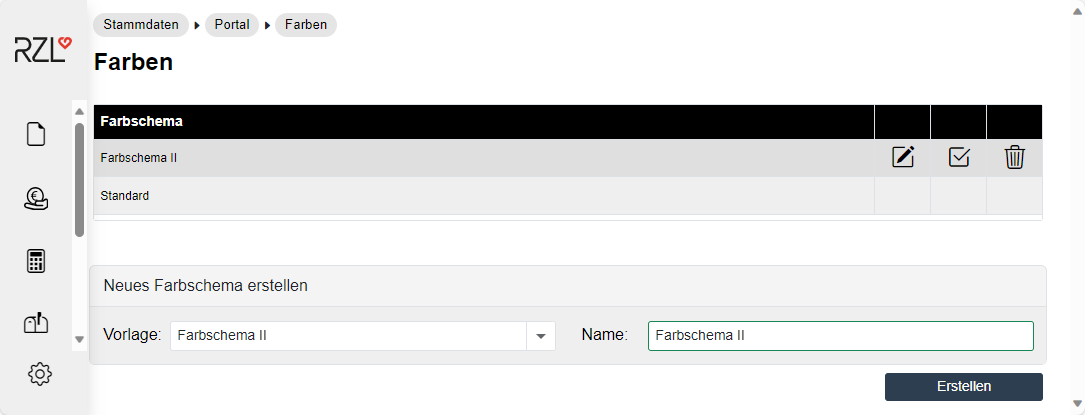 Stammdaten Portal Farben
RZL
Farben
Farbschema
Farbschema II
Standard
Neues Farbschema erstellen
Vorlage: Farbschema II Name: Farbschema II
Erstellen